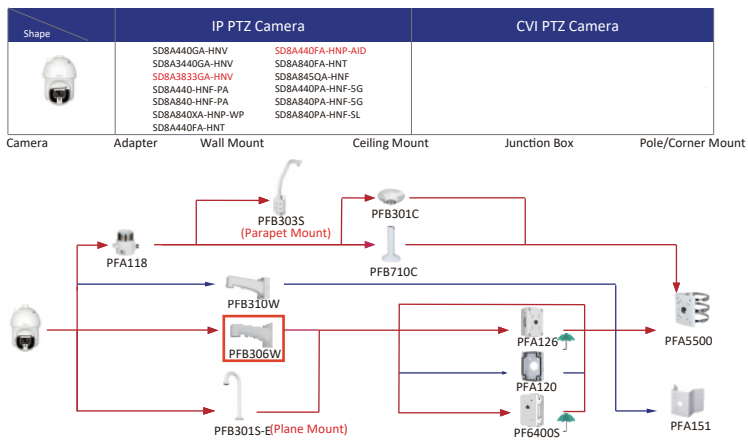 Shape
IP PTZ Camera
CVI PTZ Camera
SD8A440GA-HNV
SD8A3440GA-HNV
SD8A3833GA-HNV
SD8A440-HNF-PA
SD8A840-HNF-PA
SD8A840XA-HNP-WP
SD8A440FA-HNT
SD8A440FA-HNP-AID
SD8A840FA-HNT
SD8A845QA-HNF
SD8A440PA-HNF-5G
SD8A840PA-HNF-5G
SD8A840PA-HNF-SL
Camera Adapter Wall Mount Ceiling Mount Junction Box Pole/Corner Mount
PFB303S
(Parapet Mount)
PFB301C
PFA118
PFB710C
PFB310W
PFB306W
PFA126
PFA5500
PFA120
PFB301S-E(Plane Mount)
PF6400S
PFA151